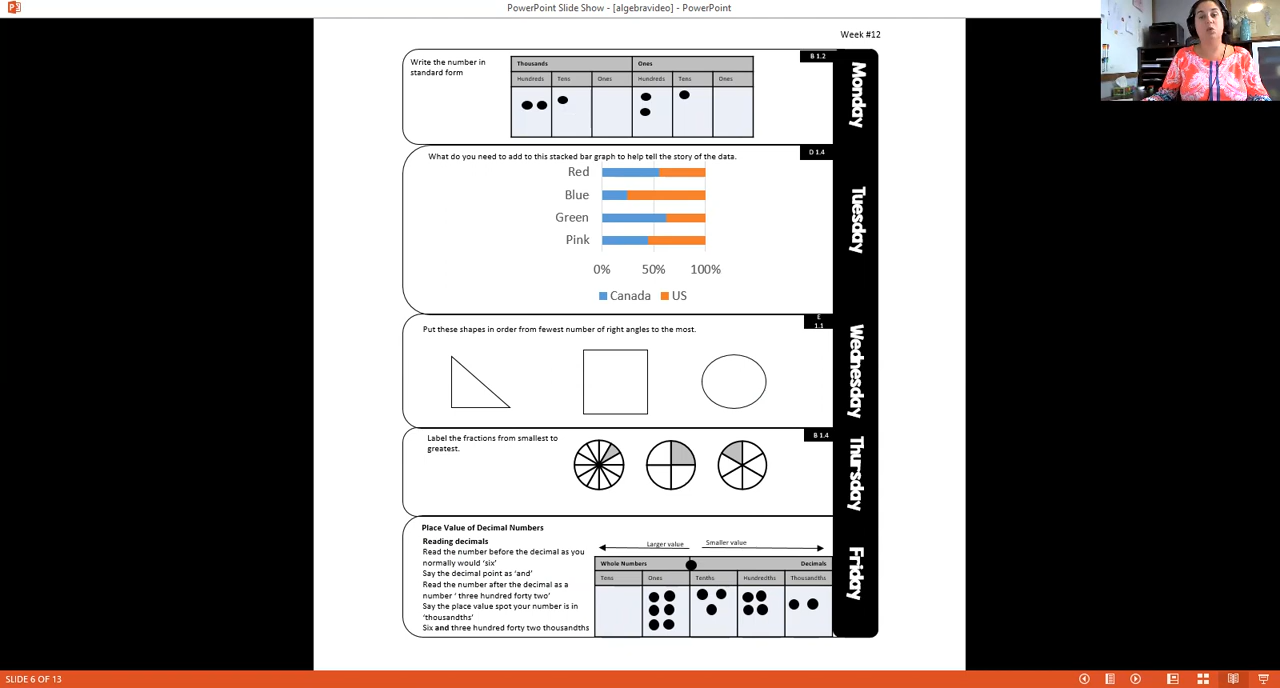 PowerPoint Slide Show - [algebravideo] - PowerPoint
Week #12
Write the number in
standard form
Thousands Ones
Hundreds Tens Ones Hundreds Tens Ones
B 1.2
Monday
What do you need to add to this stacked bar graph to help tell the story of the data.
D 1.4
Red
Blue
Green
Pink
0% 50% 100%
Canada US
Tuesday
Put these shapes in order from fewest number of right angles to the most.
E
1.1
Wednesday
Label the fractions from smallest to
greatest.
B 1.4
Thursday
Place Value of Decimal Numbers
Reading decimals
Read the number before the decimal as you
normally would ‘six’
Say the decimal point as ‘and’
Read the number after the decimal as a
number ‘ three hundred forty two’
Say the place value spot your number is in
‘thousandths’
Six and three hundred forty two thousandths
Larger value Smaller value
Whole Numbers Decimals
Tens Ones Tenths Hundredths Thousandths
Friday
SLIDE 6 OF 13